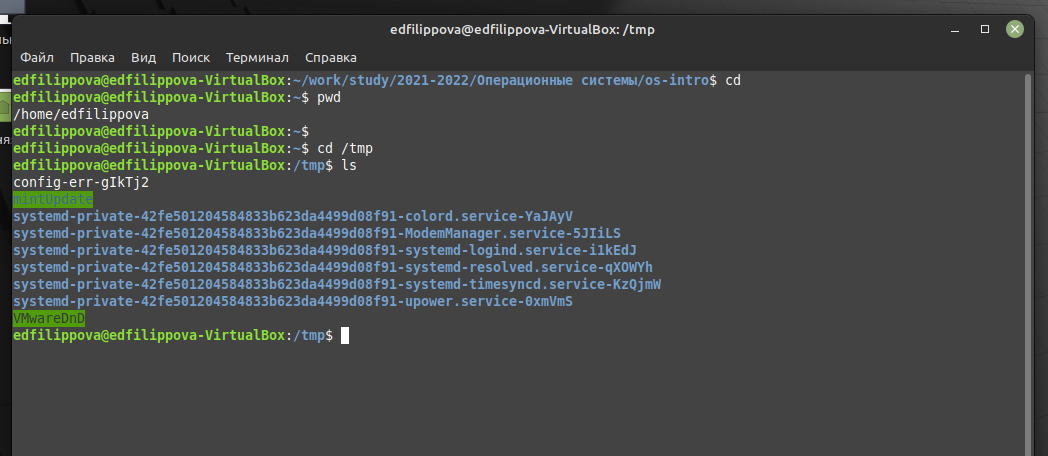 edfilippova@edfilippova-VirtualBox: /tmp
Файл Правка Вид Поиск Терминал Справка
edfilippova@edfilippova-VirtualBox:~/work/study/2021-2022/Операционные системы/os-intro$ cd
edfilippova@edfilippova-VirtualBox:~$ pwd
/home/edfilippova
edfilippova@edfilippova-VirtualBox:~$
edfilippova@edfilippova-VirtualBox:~$ cd /tmp
edfilippova@edfilippova-VirtualBox:/tmp$ ls
config-err-gIkTj2
mintUpdate
systemd-private-42fe501204584833b623da4499d08f91-colord.service-YaJAyV
systemd-private-42fe501204584833b623da4499d08f91-ModemManager.service-5JIiLS
systemd-private-42fe501204584833b623da4499d08f91-systemd-logind.service-i1kEdJ
systemd-private-42fe501204584833b623da4499d08f91-systemd-resolved.service-qXOWYh
systemd-private-42fe501204584833b623da4499d08f91-systemd-timesyncd.service-KzQjmW
systemd-private-42fe501204584833b623da4499d08f91-upower.service-0xmVmS
VMwareDnD
edfilippova@edfilippova-VirtualBox:/tmp$